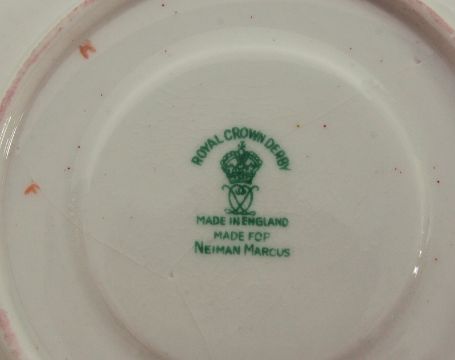 ROYAL CROWN DERBY
MADE IN ENGLAND
MADE FOR
NEIMAN MARCUS